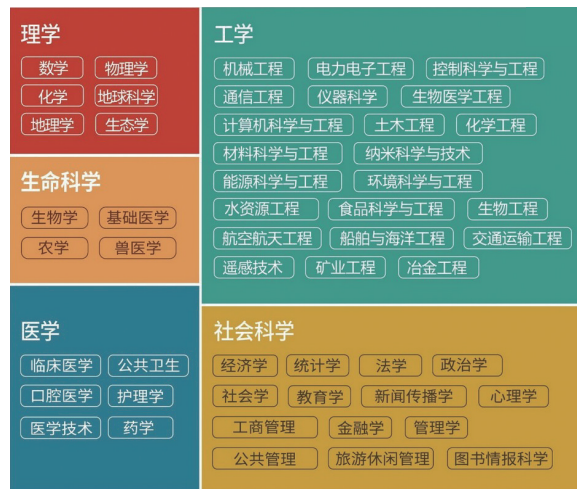 理学
数学 物理学
化学 地球科学
地理学 生态学
生命科学
生物学 基础医学
农学 兽医学
医学
临床医学 公共卫生
口腔医学 护理学
医学技术 药学
工学
机械工程 电力电子工程 控制科学与工程
通信工程 仪器科学 生物医学工程
计算机科学与工程 土木工程 化学工程
材料科学与工程 纳米科学与技术
能源科学与工程 环境科学与工程
水资源工程 食品科学与工程 生物工程
航空航天工程 船舶与海洋工程 交通运输工程
遥感技术 矿业工程 冶金工程
社会科学
经济学 统计学 法学 政治学
社会学 教育学 新闻传播学 心理学
工商管理 金融学 管理学
公共管理 旅游休闲管理 图书情报科学